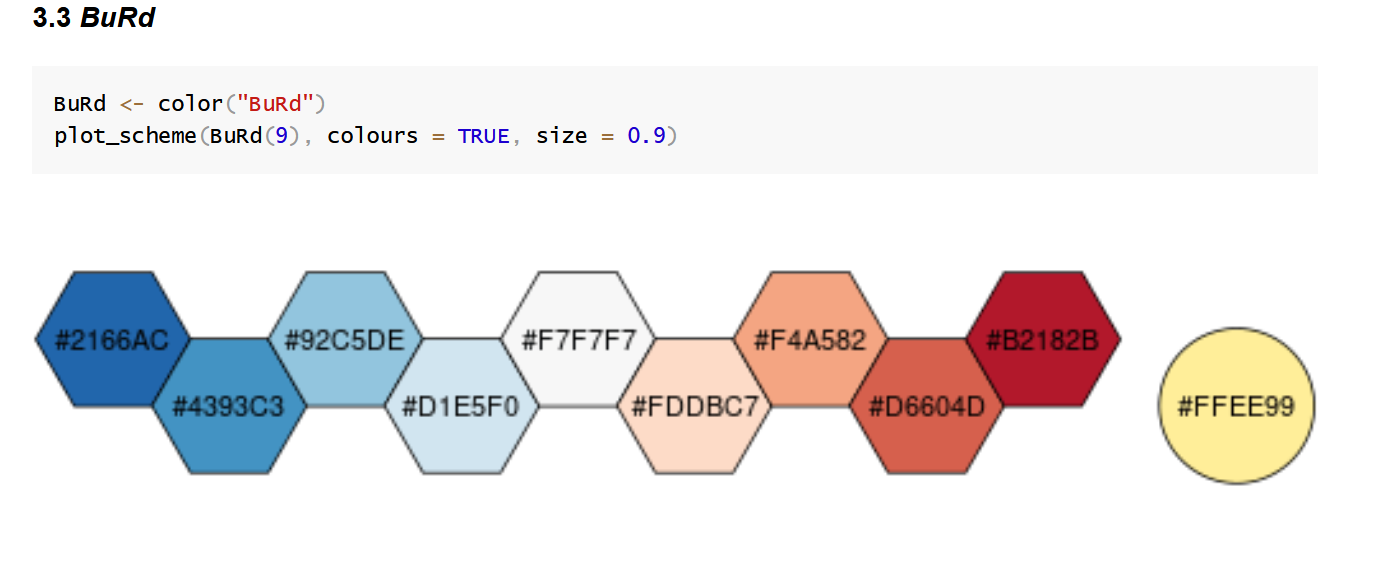 3.3 BuRd
BuRd <- color("BuRd")
plot_scheme(BuRd(9), colours = TRUE, size = 0.9)
#2166AC #92C5DE #F7F7F7 #F4A582 #B2182B
#4393C3 #D1E5F0 #FDDBC7 #D6604D #FFEE99